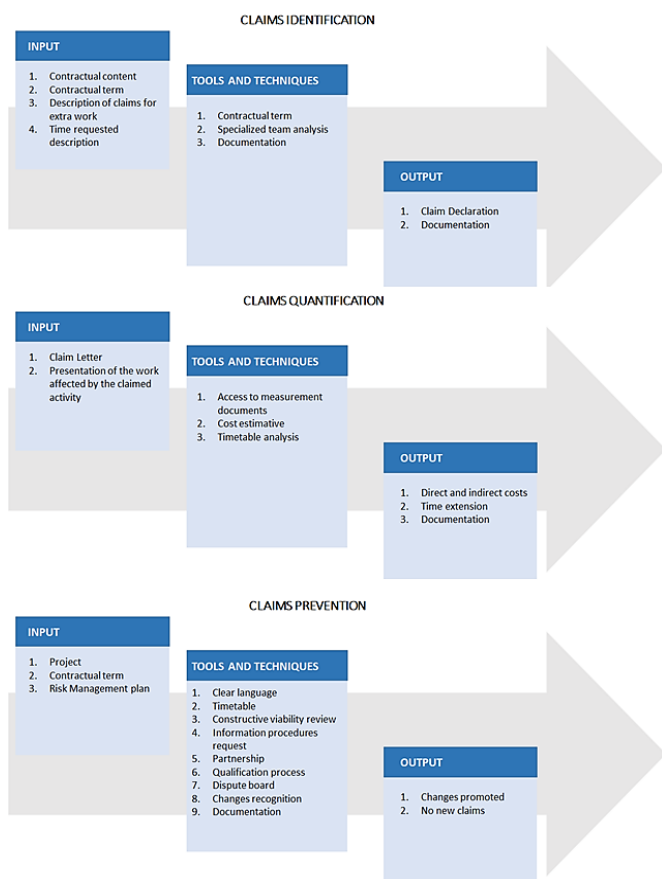 CLAIMS IDENTIFICATION
INPUT
1. Contractual content
2. Contractual term
3. Description of claims for
extra work
4. Time requested
description
TOOLS AND TECHNIQUES
1. Contractual term
2. Specialized team analysis
3. Documentation
OUTPUT
1. Claim Declaration
2. Documentation
CLAIMS QUANTIFICATION
INPUT
1. Claim Letter
2. Presentation of the work
affected by the claimed
activity
TOOLS AND TECHNIQUES
1. Access to measurement
documents
2. Cost estimative
3. Timetable analysis
OUTPUT
1. Direct and indirect costs
2. Time extension
3. Documentation
CLAIMS PREVENTION
INPUT
1. Project
2. Contractual term
3. Risk Management plan
TOOLS AND TECHNIQUES
1. Clear language
2. Timetable
3. Constructive viability review
4. Information procedures
request
5. Partnership
6. Qualification process
7. Dispute board
8. Changes recognition
9. Documentation
OUTPUT
1. Changes promoted
2. No new claims